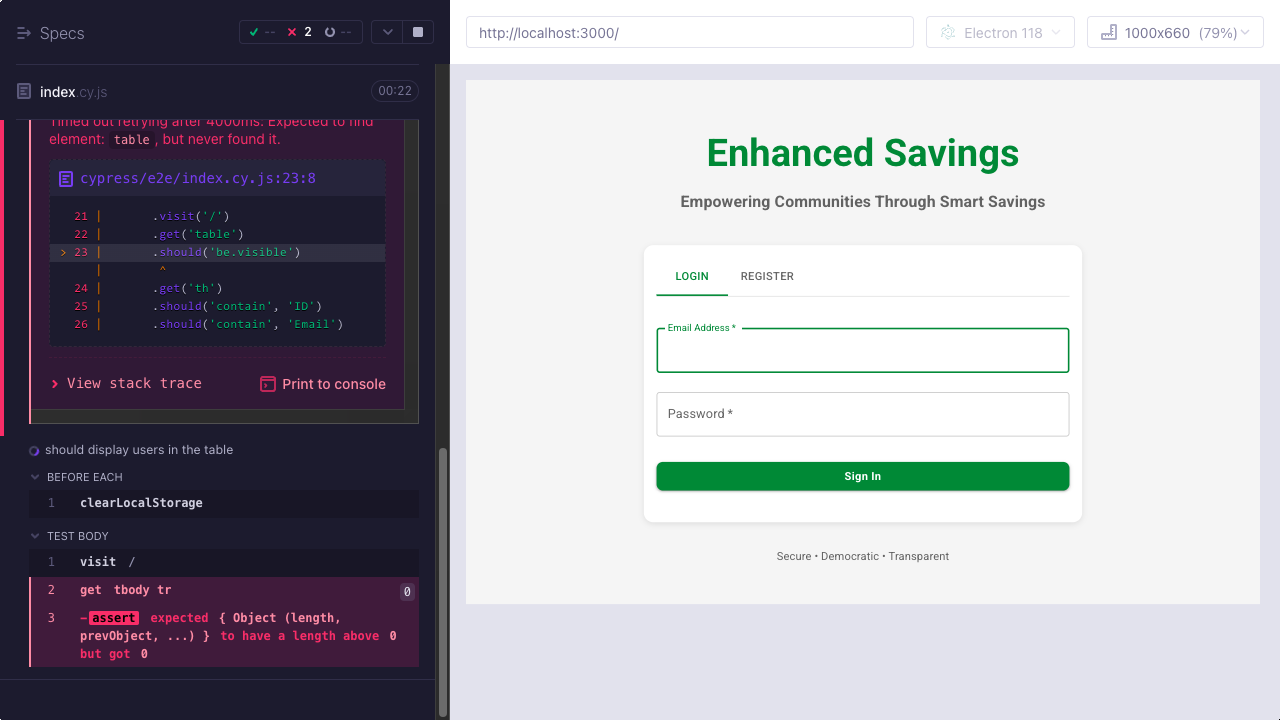 Specs
-- 2 --
index.cy.js
00:22
Timed out retrying after 4000ms: Expected to find
element: table, but never found it.
cypress/e2e/index.cy.js:23:8
21 | .visit('/')
22 | .get('table')
> 23 | .should('be.visible')
| ^
24 | .get('th')
25 | .should('contain', 'ID')
26 | .should('contain', 'Email')
View stack trace
Print to console
should display users in the table
BEFORE EACH
1 clearLocalStorage
TEST BODY
1 visit /
2 get tbody tr 0
3 -assert expected { Object (length,
prevObject, ...) } to have a length above 0
but got 0
http://localhost:3000/
Electron 118
1000x660 (79%)
Enhanced Savings
Empowering Communities Through Smart Savings
LOGIN
REGISTER
Email Address *
Password *
Sign In
Secure • Democratic • Transparent